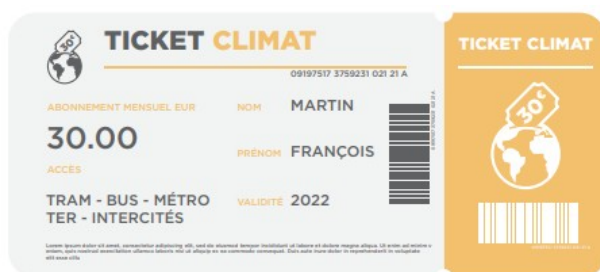 30€
TICKET CLIMAT
09197517 3759231 021 21 A
ABONNEMENT MENSUEL EUR
30.00
NOM MARTIN
PRÉNOM FRANÇOIS
ACCÈS
TRAM - BUS - MÉTRO
TER - INTERCITÉS
VALIDITÉ 2022
Lorem ipsum dolor sit amet, consectetur adipiscing elit, sed do eiusmod tempor incididunt ut labore et dolore magna aliqua. Ut enim ad minim v
eniam, quis nostrud exercitation ullamco laboris nisi ut aliquip ex ea commodo consequat. Duis aute irure dolor in reprehenderit in voluptate
velit esse cillu
TICKET CLIMAT
30€